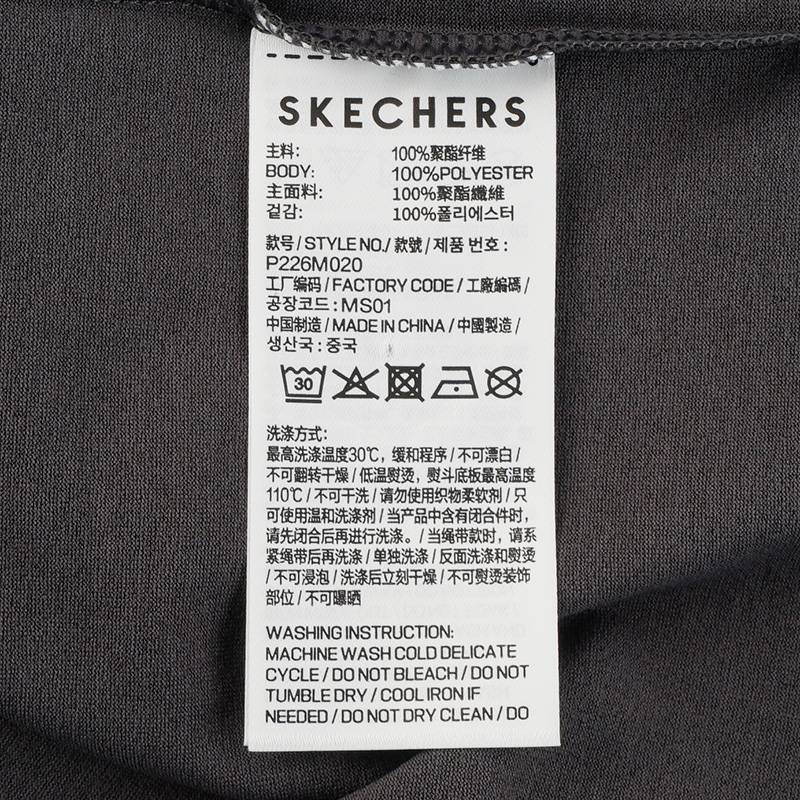 SKECHERS
主料: 100%聚酯纤维
BODY: 100%POLYESTER
主面料: 100%聚酯纖維
겉감: 100%폴리에스터
款号/STYLE NO./款號/제품 번호:
P226M020
工厂编码/FACTORY CODE/工廠編碼/
공장코드:MS01
中国制造/MADE IN CHINA/中國製造/
생산국:중국
30
洗涤方式:
最高洗涤温度30℃，缓和程序/不可漂白/
不可翻转干燥/低温熨烫，熨斗底板最高温度
110℃/不可干洗/请勿使用织物柔软剂/只
可使用温和洗涤剂/当产品中含有闭合件时，
请先闭合后再进行洗涤。/当绳带款时，请系
紧绳带后再洗涤/单独洗涤/反面洗涤和熨烫
/不可浸泡/洗涤后立刻干燥/不可熨烫装饰
部位/不可曝晒
WASHING INSTRUCTION:
MACHINE WASH COLD DELICATE
CYCLE/DO NOT BLEACH/DO NOT
TUMBLE DRY/COOL IRON IF
NEEDED/DO NOT DRY CLEAN/DO